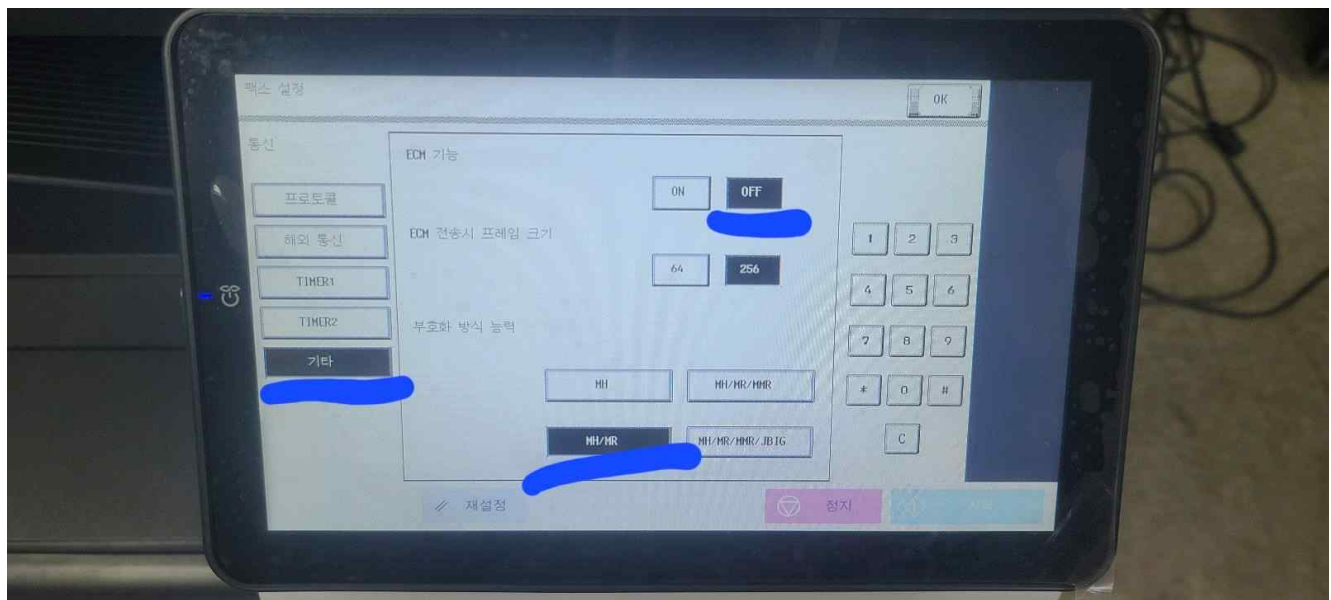 팩스 설정
OK
통신
프로토콜
해외 통신
TIMER1
TIMER2
기타
ECM 기능
ON OFF
ECM 전송시 프레임 크기
64 256
부호화 방식 능력
MH MH/MR/MMR
MH/MR MH/MR/MMR/JBIG
1 2 3
4 5 6
7 8 9
* 0 #
C
재설정
정지